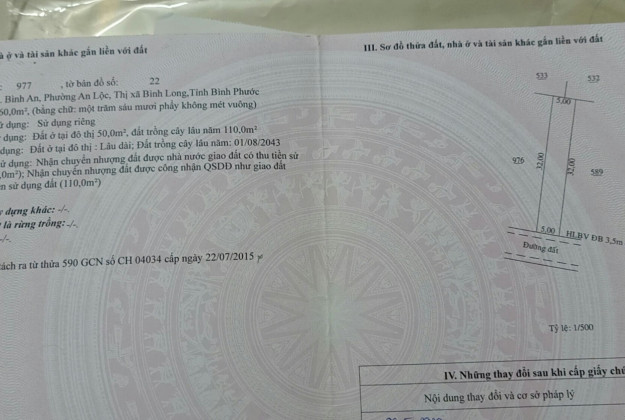 à ở và tài sản khác gắn liền với đất
: 977 , tờ bản đồ số: 22
. Bình An, Phường An Lộc, Thị xã Bình Long,Tỉnh Bình Phước
60,0m², (bằng chữ: một trăm sáu mươi phẩy không mét vuông)
ử dụng: Sử dụng riêng
dụng: Đất ở tại đô thị 50,0m², đất trồng cây lâu năm 110,0m²
dụng: Đất ở tại đô thị : Lâu dài; Đất trồng cây lâu năm: 01/08/2043
ử dụng: Nhận chuyển nhượng đất được nhà nước giao đất có thu tiền sử
,0m²); Nhận chuyển nhượng đất được công nhận QSDĐ như giao đất
n sử dụng đất (110,0m²)
dựng khác: -/-.
là rừng trồng: -/-.
-/-.
tách ra từ thửa 590 GCN số CH 04034 cấp ngày 22/07/2015
III. Sơ đồ thửa đất, nhà ở và tài sản khác gắn liền với đất
533 532
5,00
976 32,00 32,00 589
5,00 HLBV ĐB 3,5m
Đường đất
Tỷ lệ: 1/500
IV. Những thay đổi sau khi cấp giấy chứ
Nội dung thay đổi và cơ sở pháp lý